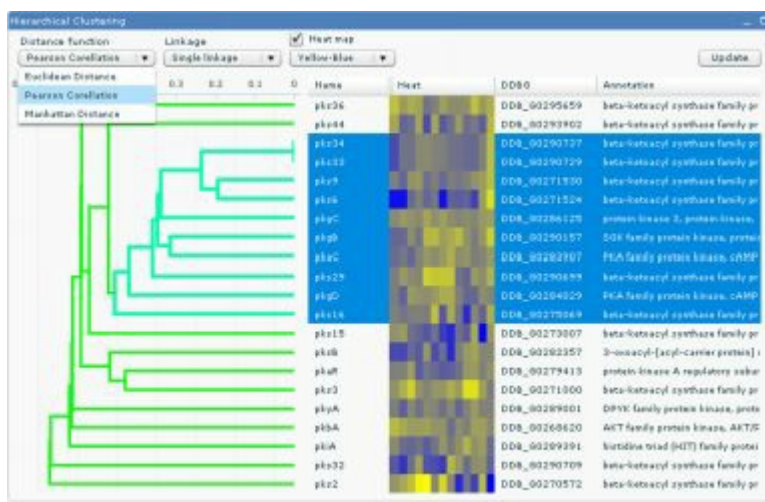 Hierarchical Clustering
Distance function Linkage Heat map
Pearson Corellation Single linkage Yellow-Blue Update
Euclidean Distance
Pearson Corellation
Manhattan Distance
0.3 0.2 0.1 0 Name Heat DDBG Annotation
pks36 DDB_G0295659 beta-ketoacyl synthase family pr
pks44 DDB_G0293902 beta-ketoacyl synthase family pr
pks34 DDB_G0290737 beta-ketoacyl synthase family pr
DDB_G0290729 beta-ketoacyl synthase family pr
pks9 DDB_G0271530 beta-ketoacyl synthase family pr
pks6 DDB_G0271524 beta-ketoacyl synthase family pr
pkgC DDB_G0286125 protein kinase 2, protein kinase,
pkgB DDB_G0290157 SGK family protein kinase, protei
pkaC DDB_G0283907 PKA family protein kinase, cAMP
pks29 DDB_G0290699 beta-ketoacyl synthase family pr
pkgD DDB_G0284029 PKA family protein kinase, cAMP
pks16 DDB_G0275069 beta-ketoacyl synthase family pr
pks15 DDB_G0273007 beta-ketoacyl synthase family pr
DDB_G0282357 3-oxoacyl-[acyl-carrier protein]
pkaR DDB_G0279413 protein kinase A regulatory subu
pks3 DDB_G0271000 beta-ketoacyl synthase family pr
pkyA DDB_G0289001 DPYK family protein kinase, prote
pkbA DDB_G0268620 AKT family protein kinase, AKT/P
pkiA DDB_G0289391 histidine triad (HIT) family protei
pks32 DDB_G0290709 beta-ketoacyl synthase family pr
pks2 DDB_G0270572 beta-ketoacyl synthase family pr